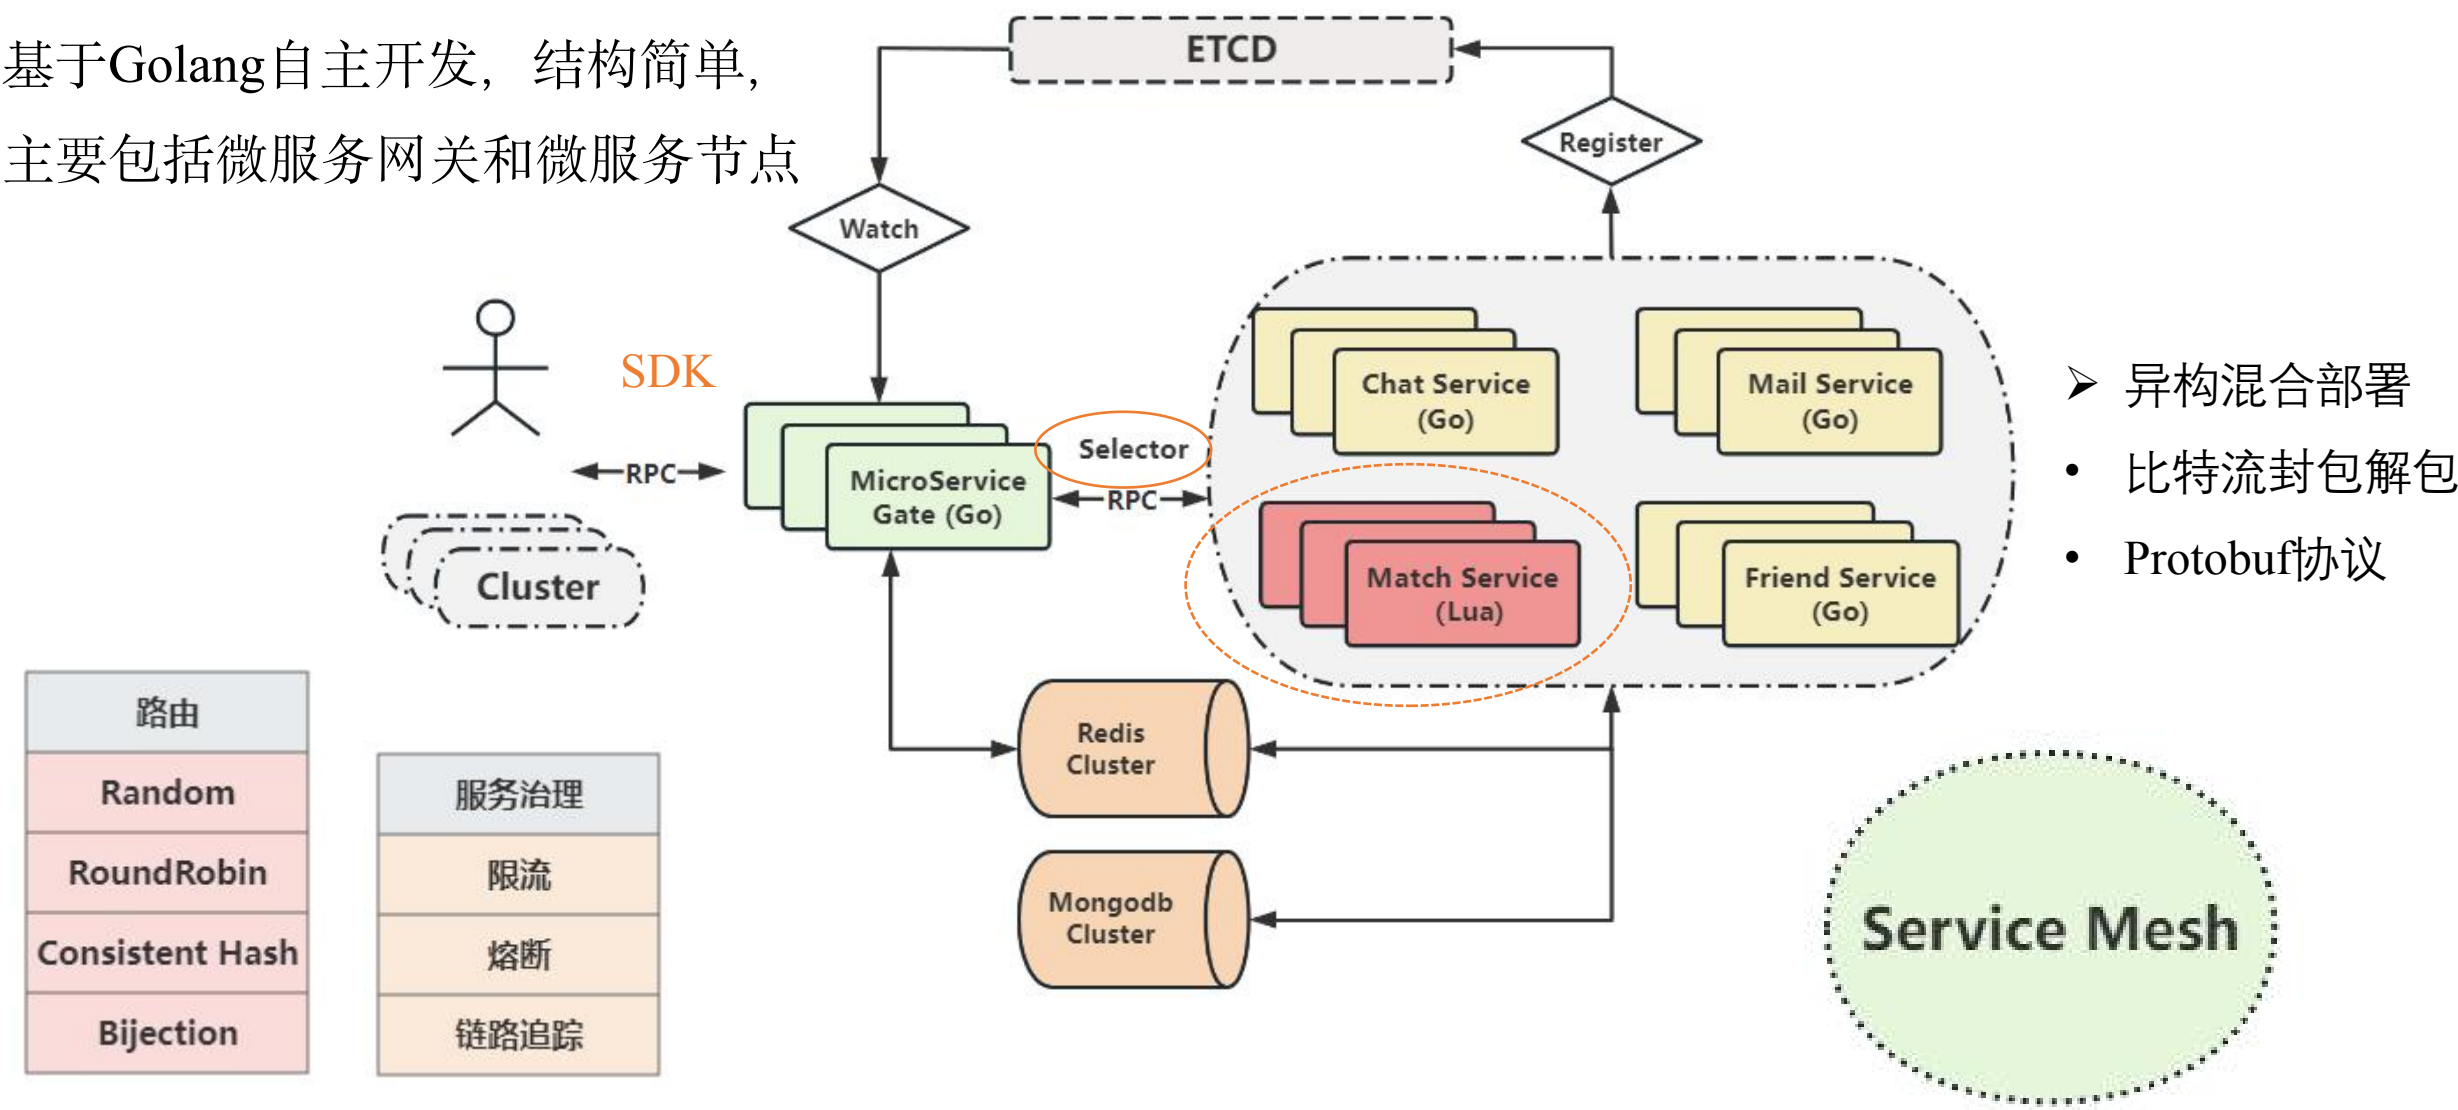 基于Golang自主开发，结构简单，
主要包括微服务网关和微服务节点
ETCD
Register
Watch
SDK
RPC
Cluster
MicroService
Gate (Go)
Selector
RPC
Chat Service
(Go)
Mail Service
(Go)
Match Service
(Lua)
Friend Service
(Go)
➢ 异构混合部署
• 比特流封包解包
• Protobuf协议
Redis
Cluster
Mongodb
Cluster
路由
Random
RoundRobin
Consistent Hash
Bijection
服务治理
限流
熔断
链路追踪
Service Mesh